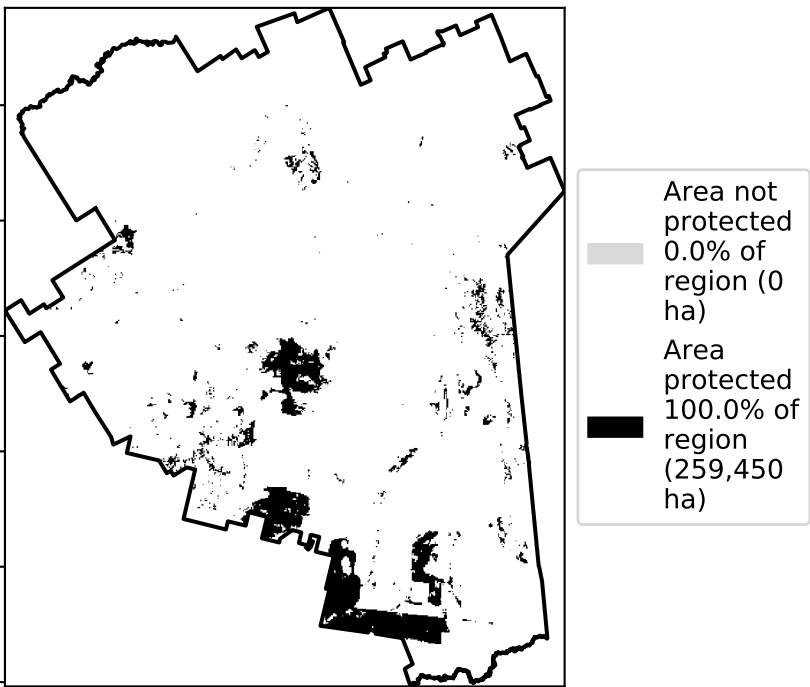 Area not
protected
0.0% of
region (0
ha)
Area
protected
100.0% of
region
(259,450
ha)